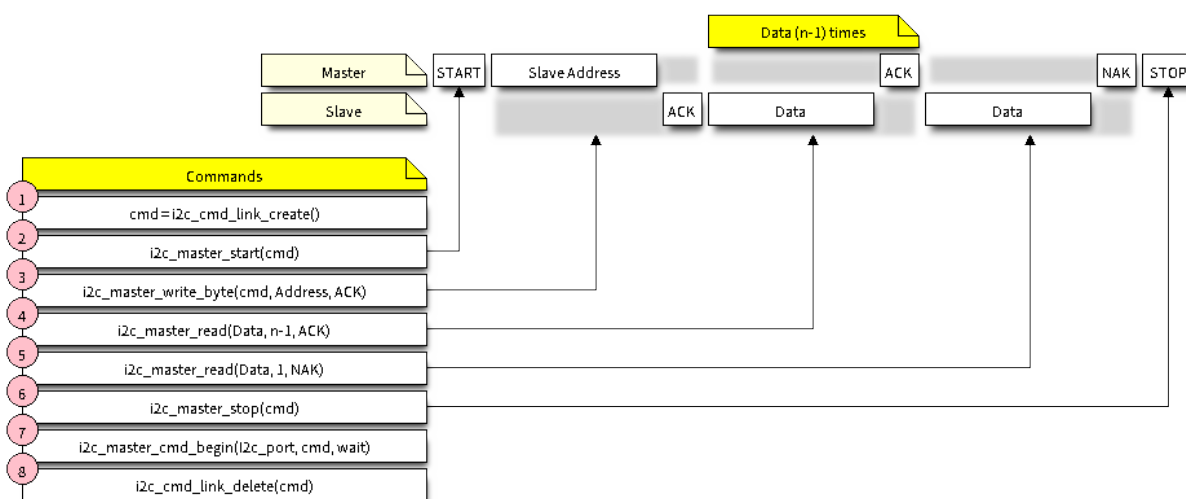 Data (n-1) times
Master START Slave Address ACK NAK STOP
Slave ACK Data Data
Commands
1
cmd = i2c_cmd_link_create()
2
i2c_master_start(cmd)
3
i2c_master_write_byte(cmd, Address, ACK)
4
i2c_master_read(Data, n-1, ACK)
5
i2c_master_read(Data, 1, NAK)
6
i2c_master_stop(cmd)
7
i2c_master_cmd_begin(I2c_port, cmd, wait)
8
i2c_cmd_link_delete(cmd)